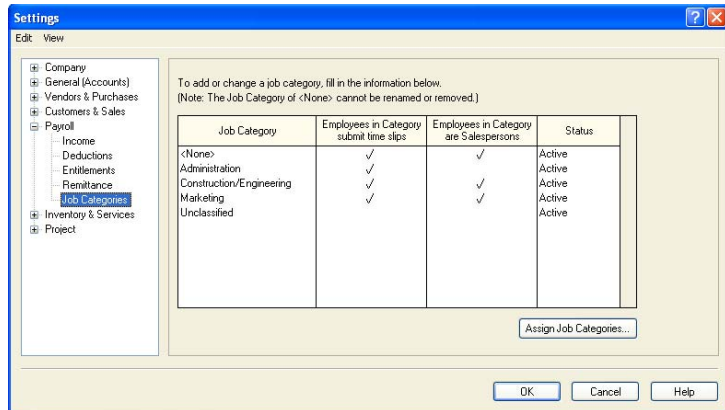 Settings
Edit View
Company
General (Accounts)
Vendors & Purchases
Customers & Sales
Payroll
Income
Deductions
Entitlements
Remittance
Job Categories
Inventory & Services
Project
To add or change a job category, fill in the information below.
(Note: The Job Category of <None> cannot be renamed or removed.)
Job Category Employees in Category submit time slips Employees in Category are Salespersons Status
<None> ✓ ✓ Active
Administration ✓ Active
Construction/Engineering ✓ ✓ Active
Marketing ✓ ✓ Active
Unclassified Active
Assign Job Categories...
OK Cancel Help